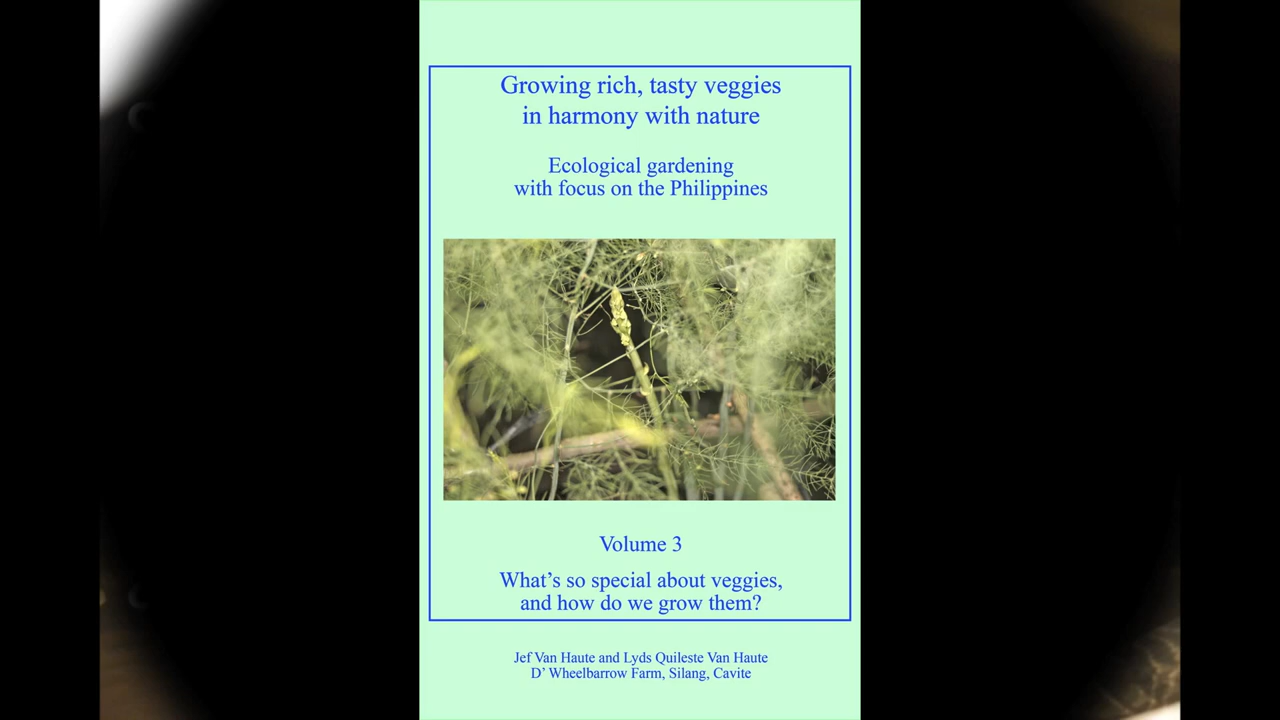 Growing rich, tasty veggies
in harmony with nature
Ecological gardening
with focus on the Philippines
Volume 3
What’s so special about veggies,
and how do we grow them?
Jef Van Haute and Lyds Quileste Van Haute
D’ Wheelbarrow Farm, Silang, Cavite